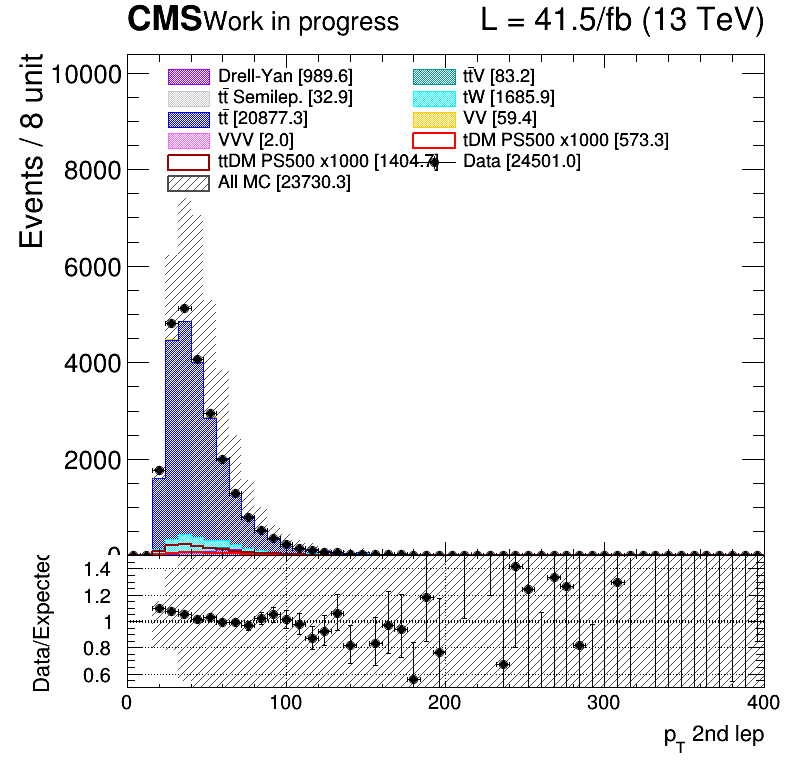 CMS Work in progress L = 41.5/fb (13 TeV)
Events / 8 unit
10000
8000
6000
4000
2000
0
Drell-Yan [989.6] tt̄V [83.2]
tt̄ Semilep. [32.9] tW [1685.9]
tt̄ [20877.3] VV [59.4]
VVV [2.0] tDM PS500 x1000 [573.3]
ttDM PS500 x1000 [1404.7] Data [24501.0]
All MC [23730.3]
Data/Expected
1.4
1.2
1
0.8
0.6
0 100 200 300 400
p_T 2nd lep